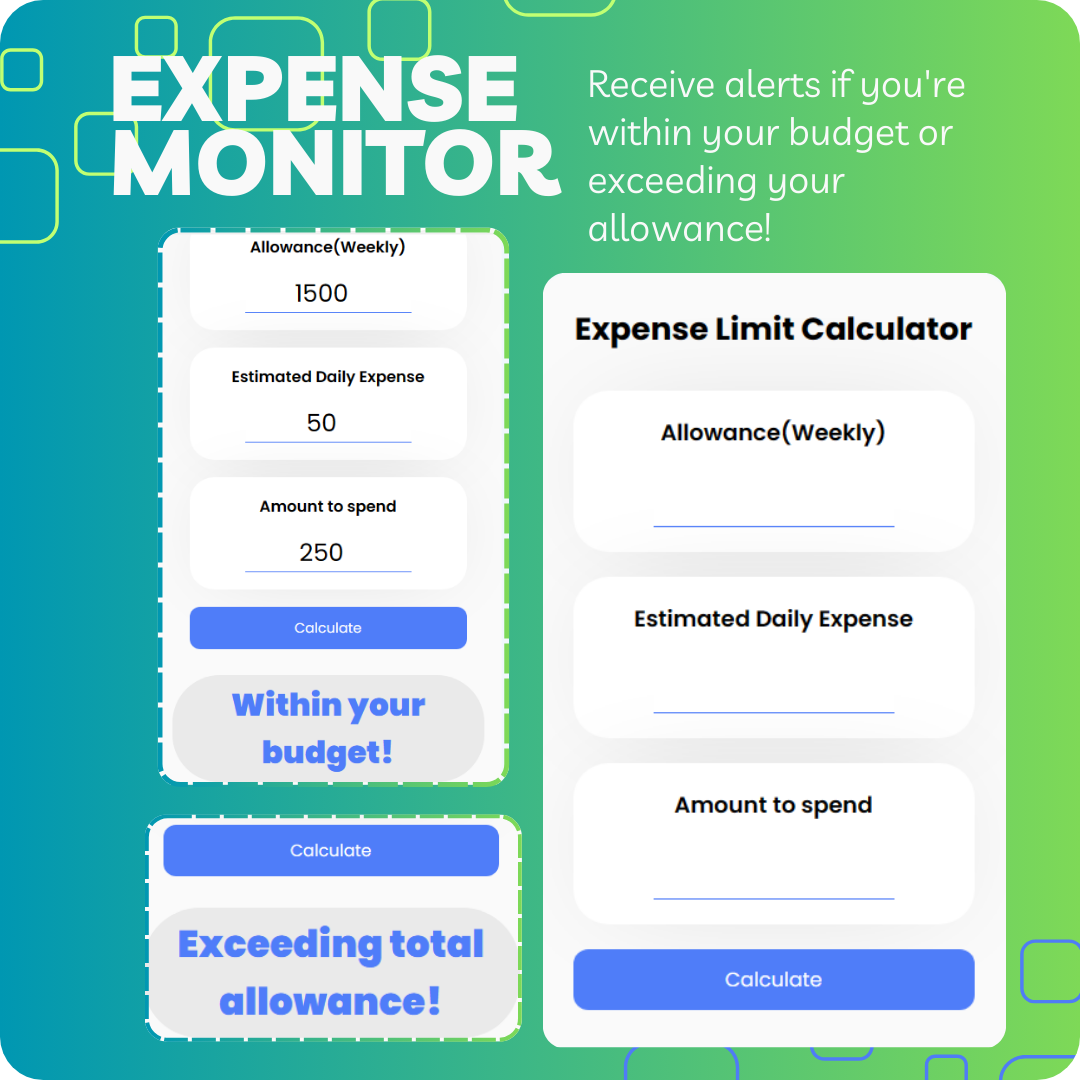 EXPENSE
MONITOR
Receive alerts if you're
within your budget or
exceeding your
allowance!
Allowance(Weekly)
1500
Estimated Daily Expense
50
Amount to spend
250
Calculate
Within your
budget!
Calculate
Exceeding total
allowance!
Expense Limit Calculator
Allowance(Weekly)
Estimated Daily Expense
Amount to spend
Calculate